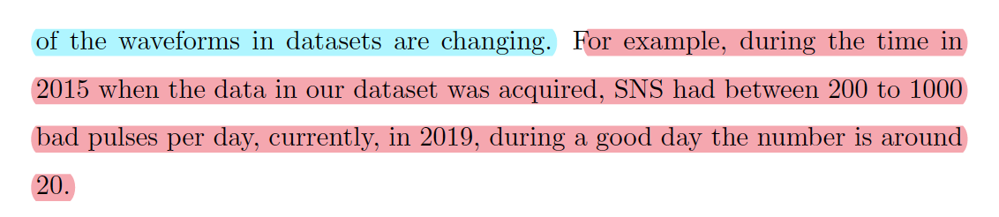 of the waveforms in datasets are changing. For example, during the time in
2015 when the data in our dataset was acquired, SNS had between 200 to 1000
bad pulses per day, currently, in 2019, during a good day the number is around
20.